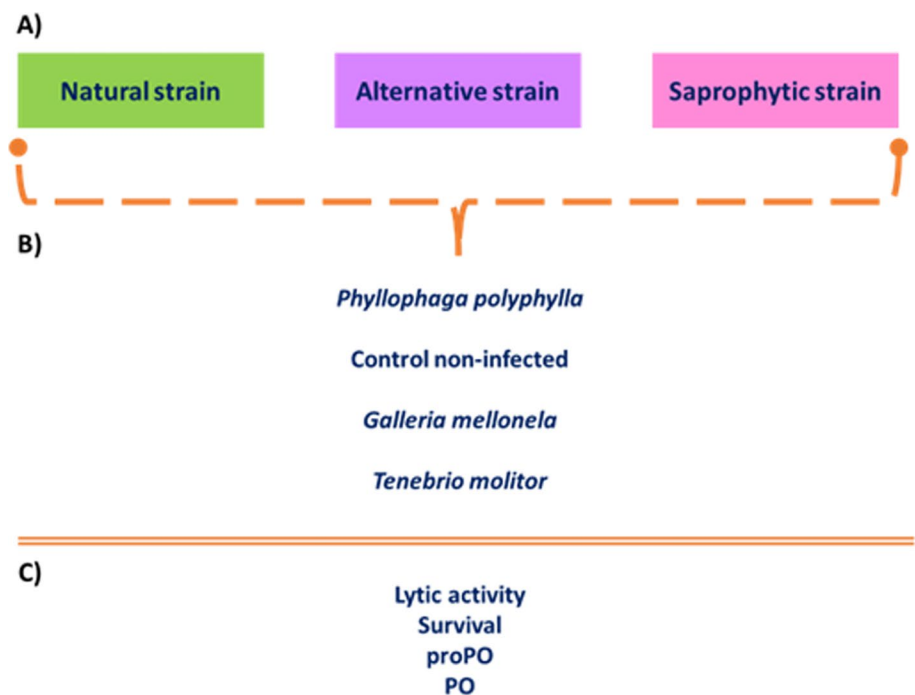 A)
Natural strain Alternative strain Saprophytic strain
B)
Phyllophaga polyphylla
Control non-infected
Galleria mellonela
Tenebrio molitor
C)
Lytic activity
Survival
proPO
PO